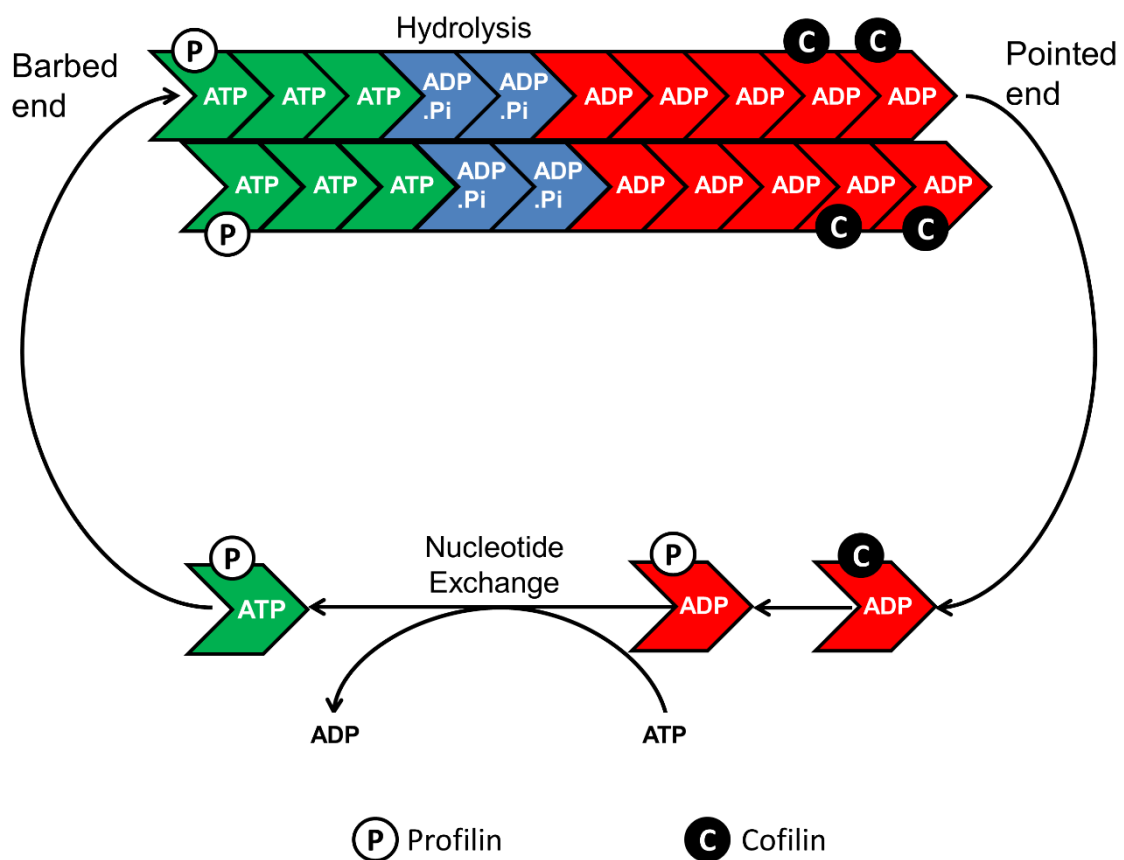 Hydrolysis
Barbed
end
Pointed
end
P C C
ATP ATP ATP ADP .Pi ADP .Pi ADP ADP ADP ADP ADP
ATP ATP ATP ADP .Pi ADP .Pi ADP ADP ADP ADP ADP
P C C
Nucleotide
Exchange
P P C
ATP ADP ADP
ADP ATP
P Profilin C Cofilin